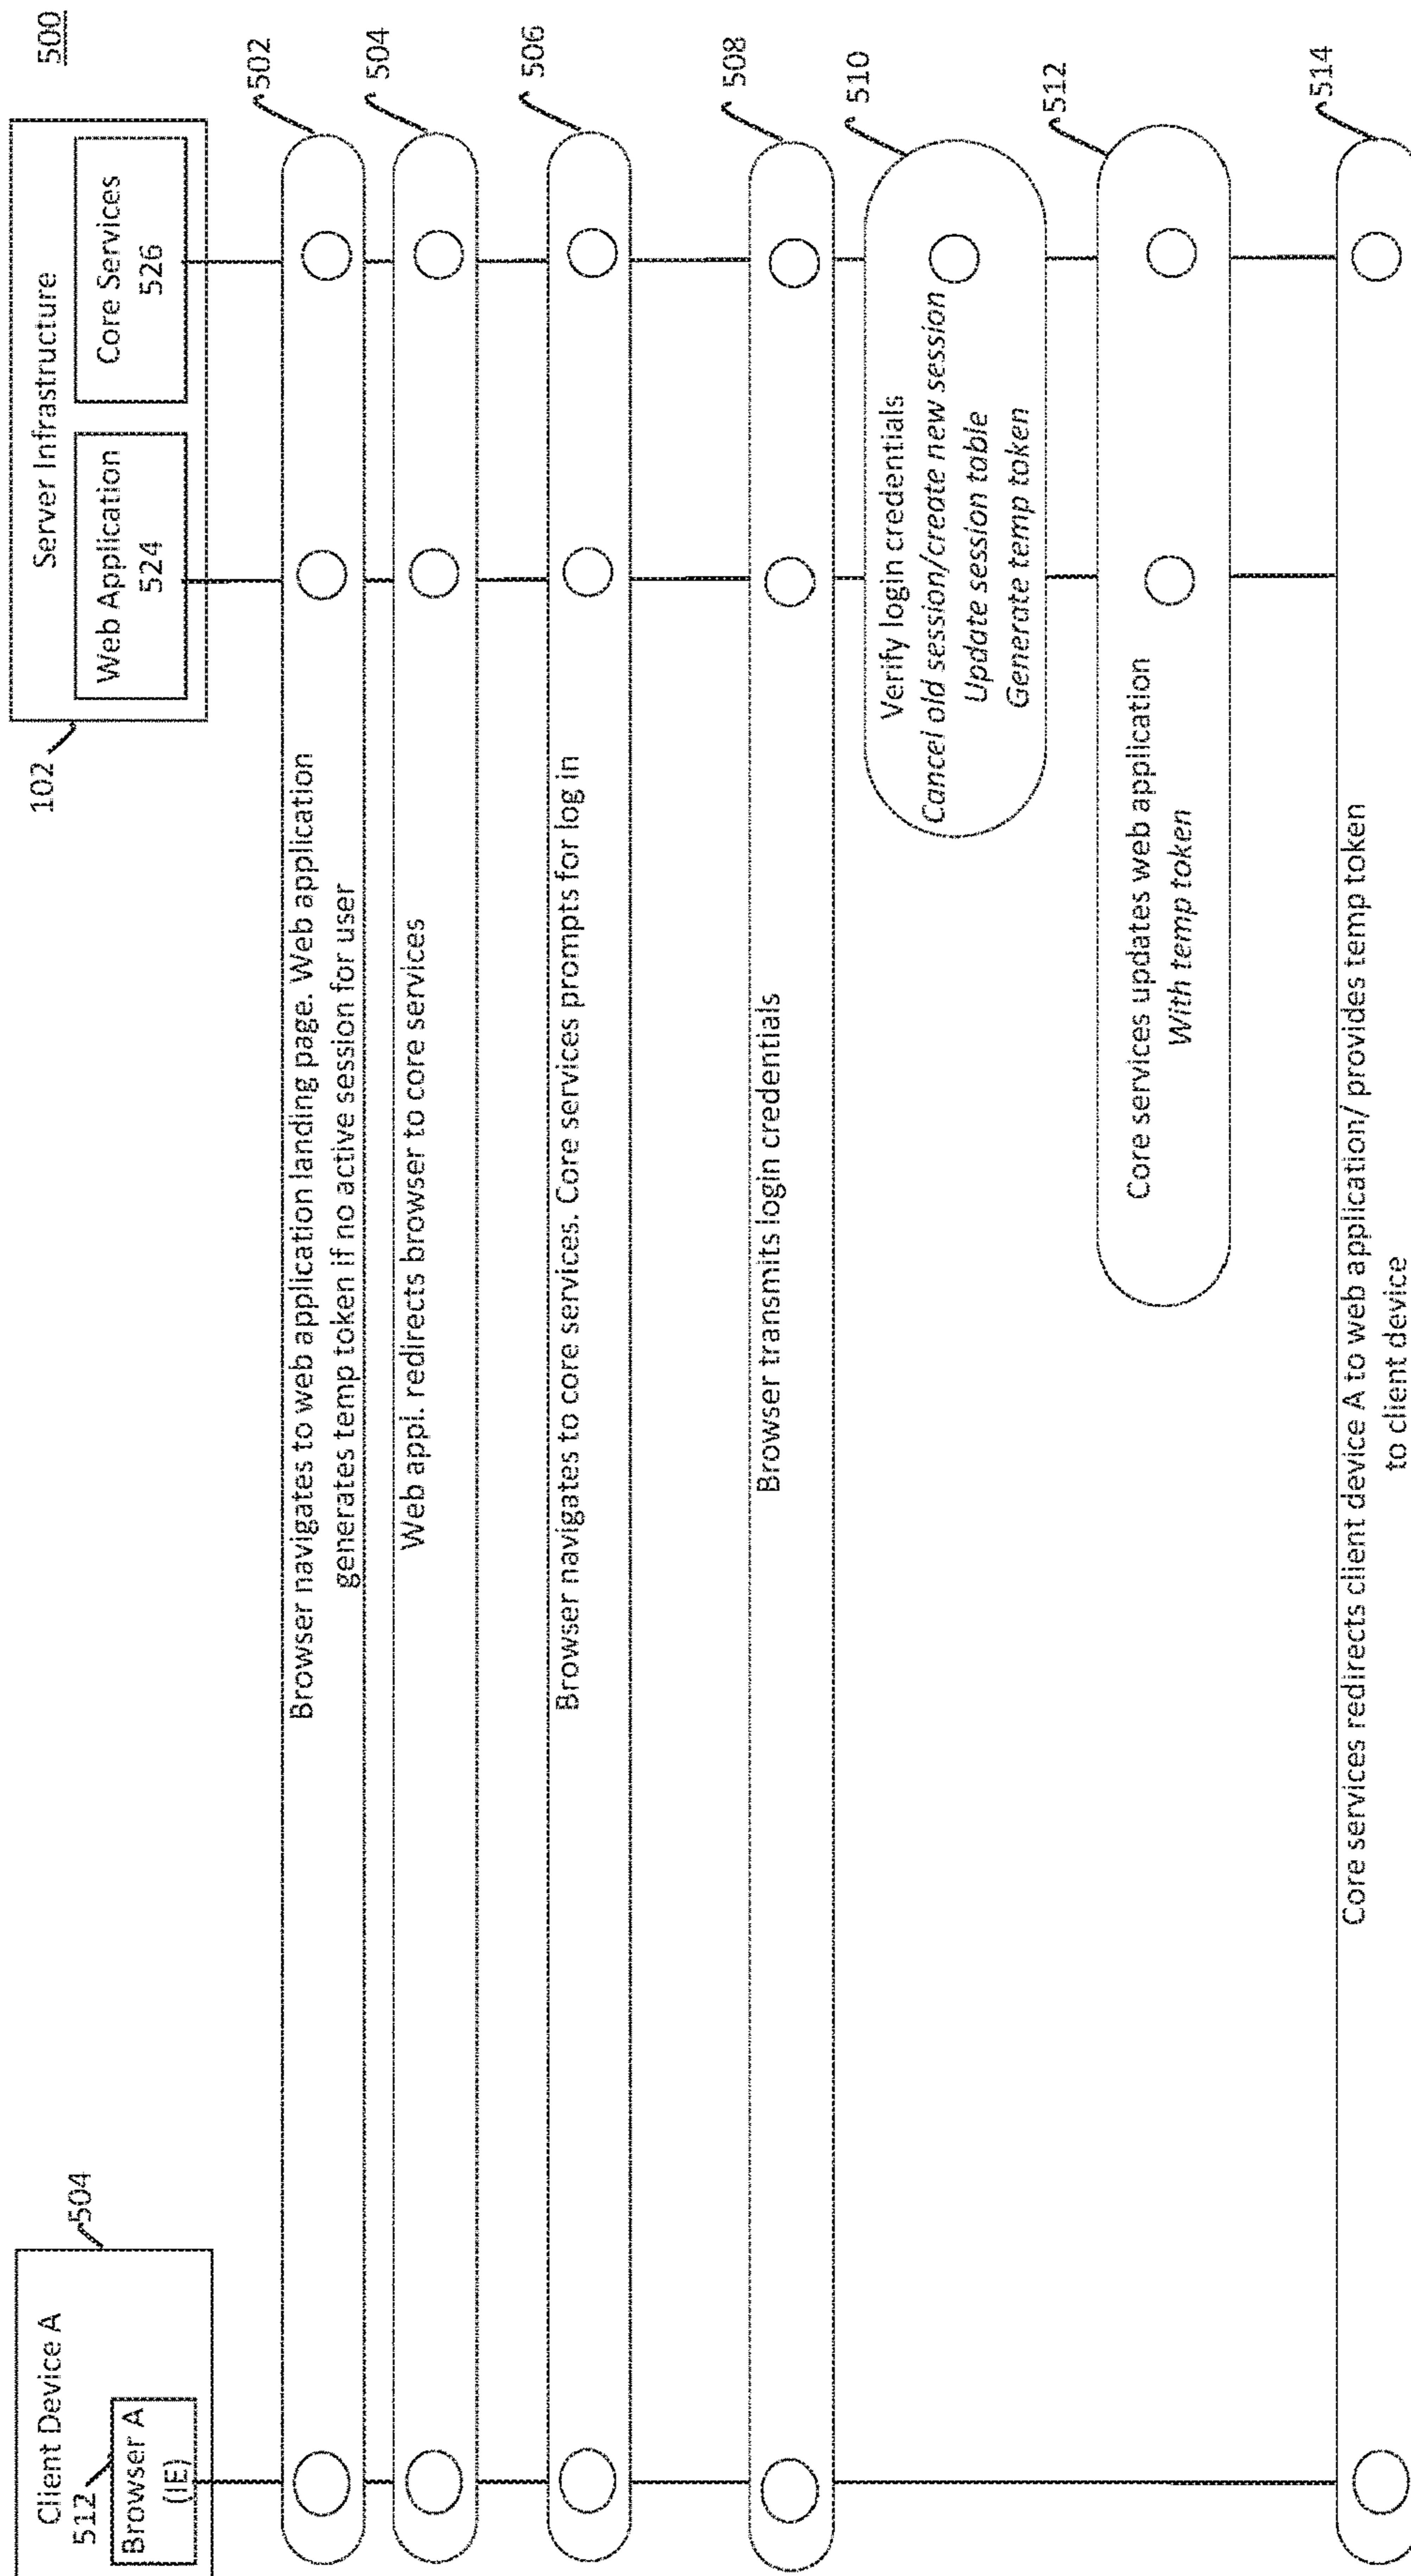 500
Client Device A
504
512
Browser A
(IE)
102
Server Infrastructure
Web Application
524
Core Services
526
502
Browser navigates to web application landing page. Web application
generates temp token if no active session for user
504
Web appl. redirects browser to core services
506
Browser navigates to core services. Core services prompts for log in
508
Browser transmits login credentials
510
Verify login credentials
Cancel old session/create new session
Update session table
Generate temp token
512
Core services updates web application
With temp token
514
Core services redirects client device A to web application/ provides temp token
to client device